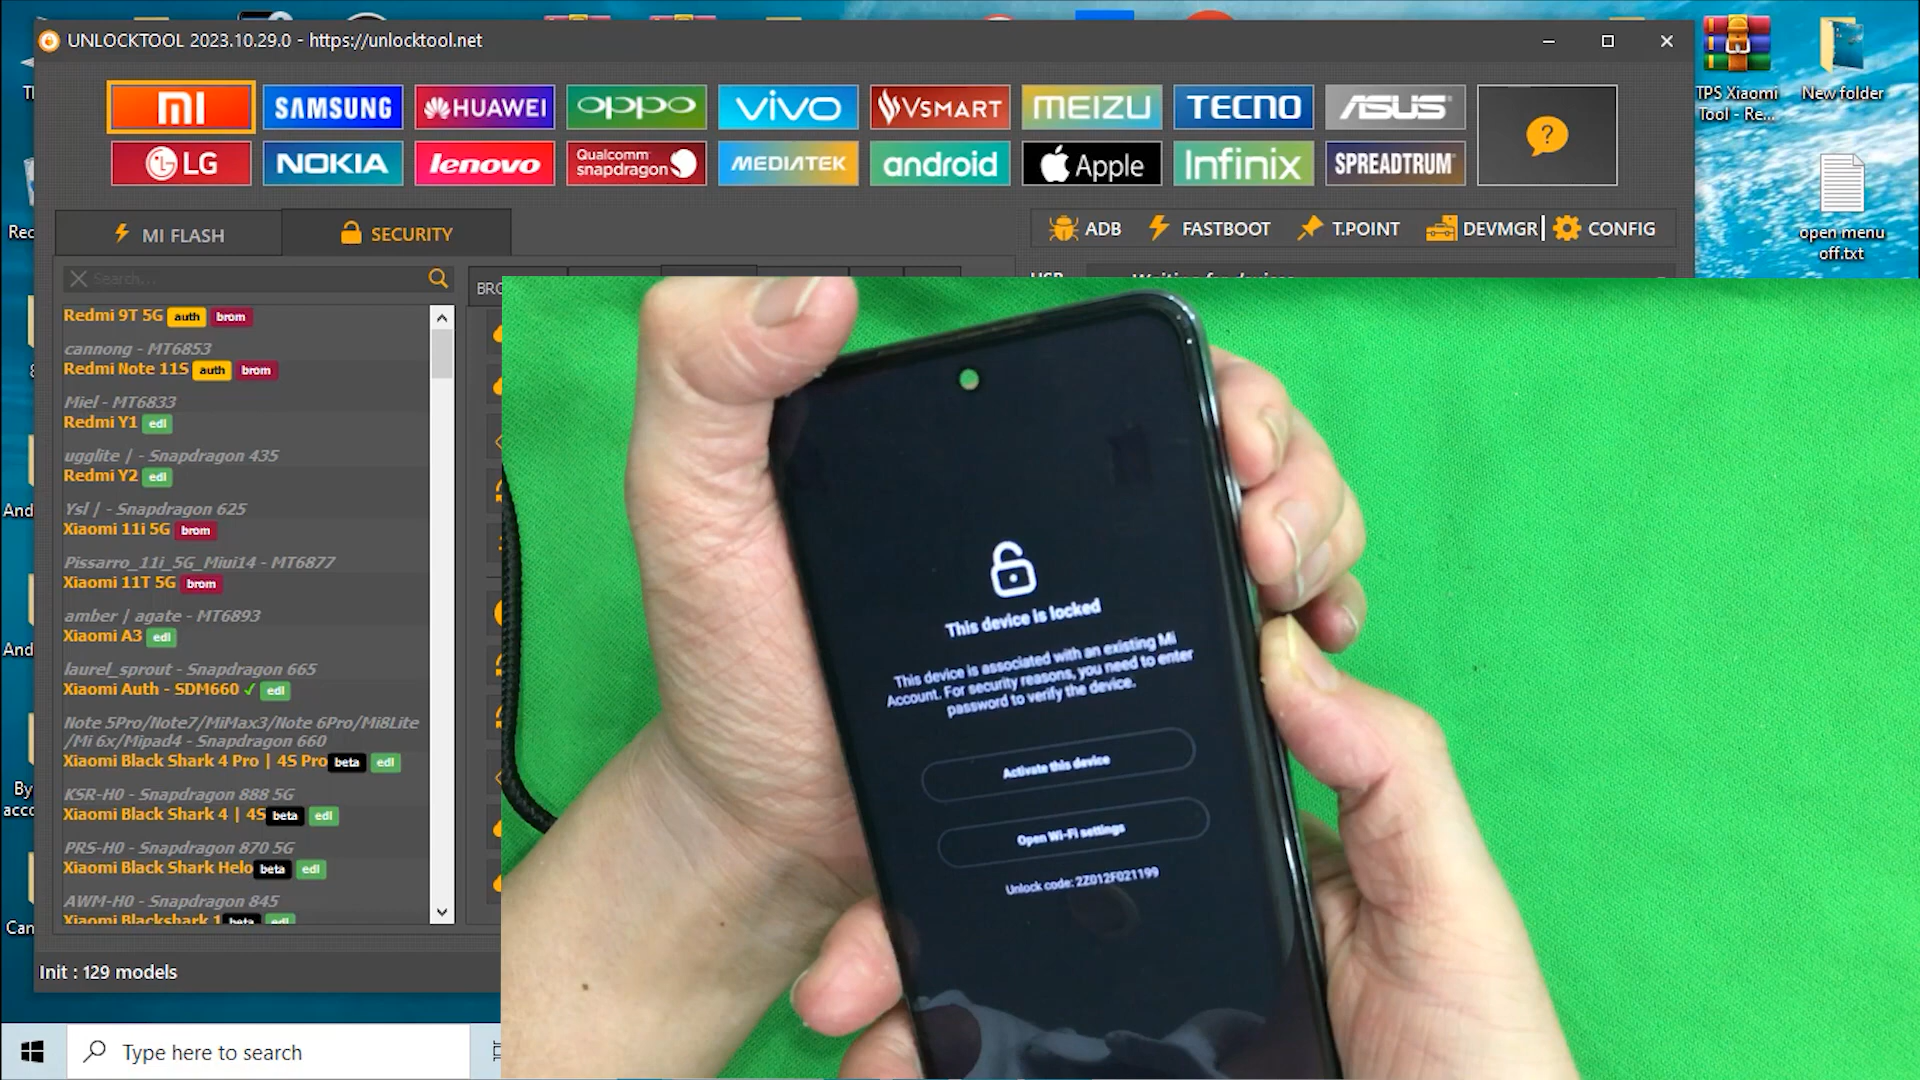 UNLOCKTOOL 2023.10.29.0 - https://unlocktool.net
mi SAMSUNG HUAWEI oppo vivo VSMART MEIZU TECNO ASUS
LG NOKIA lenovo Qualcomm snapdragon MEDIATEK android Apple Infinix SPREADTRUM ?
MI FLASH SECURITY
ADB FASTBOOT T.POINT DEVMGR CONFIG
Search...
BRO
Redmi 9T 5G auth brom
cannong - MT6853
Redmi Note 11S auth brom
Miel - MT6833
Redmi Y1 edl
ugglite | - Snapdragon 435
Redmi Y2 edl
Ysl | - Snapdragon 625
Xiaomi 11i 5G brom
Pissarro_11i_5G_Miui14 - MT6877
Xiaomi 11T 5G brom
amber | agate - MT6893
Xiaomi A3 edl
laurel_sprout - Snapdragon 665
Xiaomi Auth - SDM660 ✓ edl
Note 5Pro/Note7/MiMax3/Note 6Pro/Mi8Lite
/Mi 6x/Mipad4 - Snapdragon 660
Xiaomi Black Shark 4 Pro | 4S Pro beta edl
KSR-H0 - Snapdragon 888 5G
Xiaomi Black Shark 4 | 4S beta edl
PRS-H0 - Snapdragon 870 5G
Xiaomi Black Shark Helo beta edl
AWM-H0 - Snapdragon 845
Xiaomi Blackshark 1 beta edl
Init : 129 models
Type here to search
TPS Xiaomi
Tool - Re...
New folder
open menu
off.txt
This device is locked
This device is associated with an existing Mi
Account. For security reasons, you need to enter
password to verify the device.
Activate this device
Open Wi-Fi settings
Unlock code: 2Z012F021199